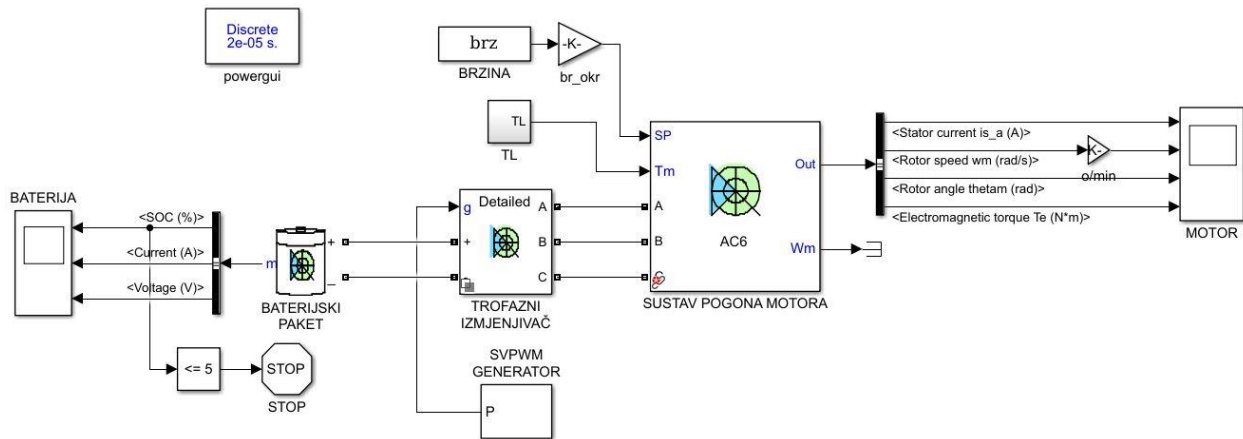 Discrete
2e-05 s.
powergui
brz
BRZINA
-K-
br_okr
TL
TL
SP
Tm
A
B
C
Out
Wm
AC6
SUSTAV POGONA MOTORA
<Stator current is_a (A)>
<Rotor speed wm (rad/s)>
K-
o/min
<Rotor angle thetam (rad)>
<Electromagnetic torque Te (N*m)>
MOTOR
BATERIJA
<SOC (%)>
<Current (A)>
<Voltage (V)>
m
+
–
BATERIJSKI
PAKET
g
Detailed
+
A
B
C
TROFAZNI
IZMJENJIVAČ
<= 5
STOP
STOP
SVPWM
GENERATOR
P